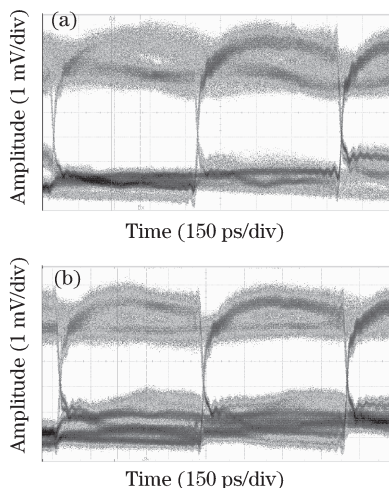 (a)
Amplitude (1 mV/div)
Time (150 ps/div)
(b)
Amplitude (1 mV/div)
Time (150 ps/div)